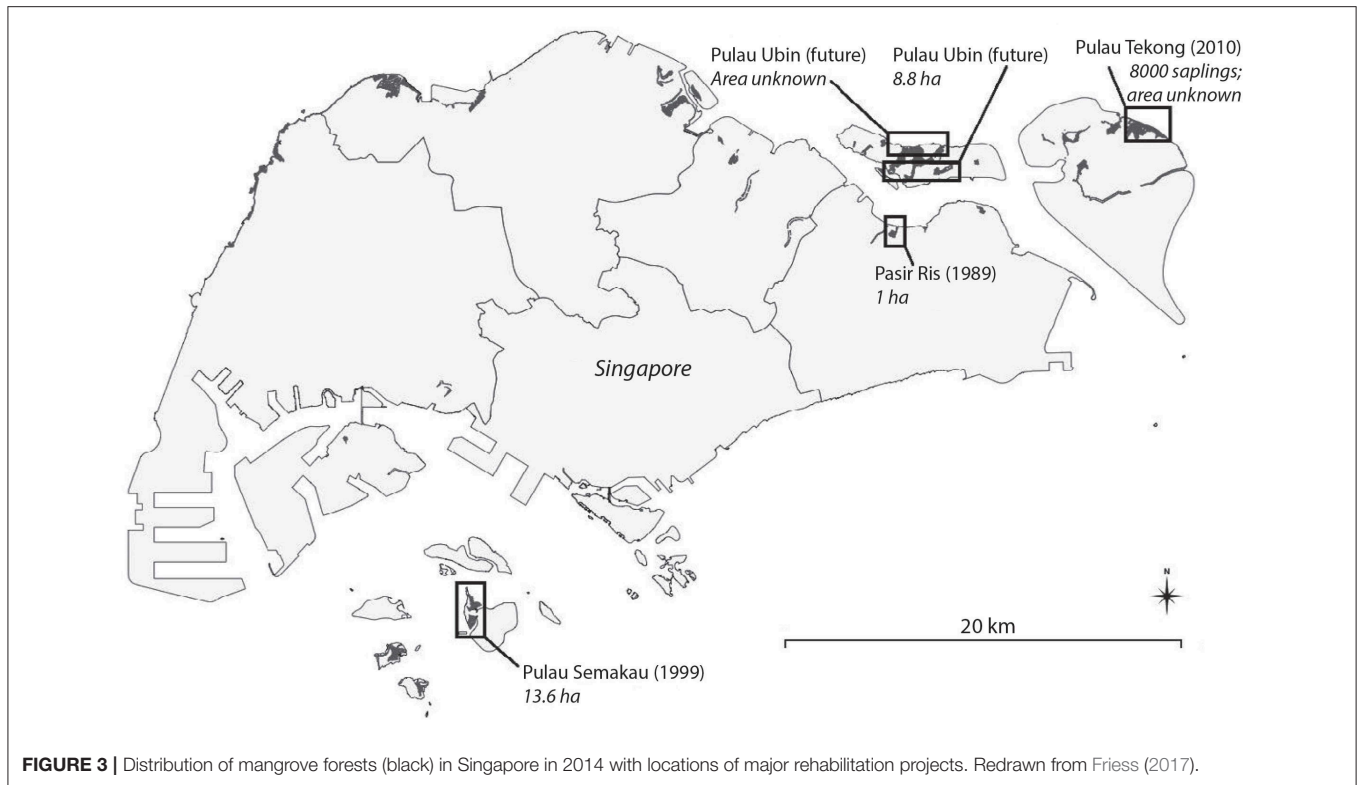 Pulau Ubin (future)
Area unknown
Pulau Ubin (future)
8.8 ha
Pulau Tekong (2010)
8000 saplings;
area unknown
Pasir Ris (1989)
1 ha
Singapore
N
20 km
Pulau Semakau (1999)
13.6 ha
FIGURE 3 | Distribution of mangrove forests (black) in Singapore in 2014 with locations of major rehabilitation projects. Redrawn from Friess (2017).